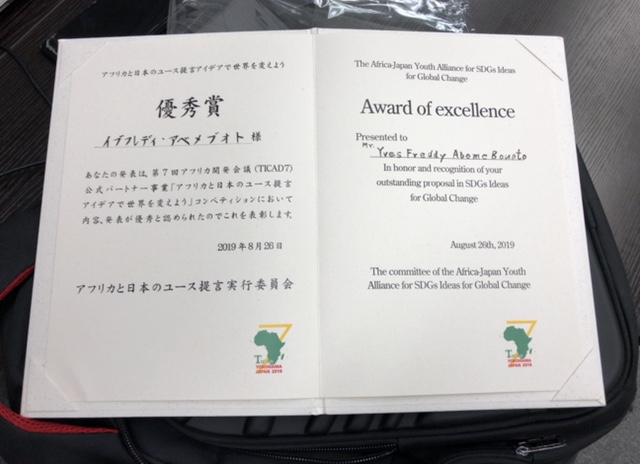 アフリカと日本のユース提言アイデアで世界を変えよう
優秀賞
イブフレディ・アベメブオト 様
あなたの発表は、第7回アフリカ開発会議(TICAD7)
公式パートナー事業「アフリカと日本のユース提言
アイデアで世界を変えよう」コンペティションにおいて
内容、発表が優秀と認められたのでこれを表彰します。
2019年8月26日
アフリカと日本のユース提言実行委員会
YOKOHAMA
JAPAN 2019
The Africa-Japan Youth Alliance for SDGs Ideas
for Global Change
Award of excellence
Presented to
Mr. Yves Freddy Abome Bouoto
In honor and recognition of your
outstanding proposal in SDGs Ideas
for Global Change
August 26th, 2019
The committee of the Africa-Japan Youth
Alliance for SDGs Ideas for Global Change
YOKOHAMA
JAPAN 2019